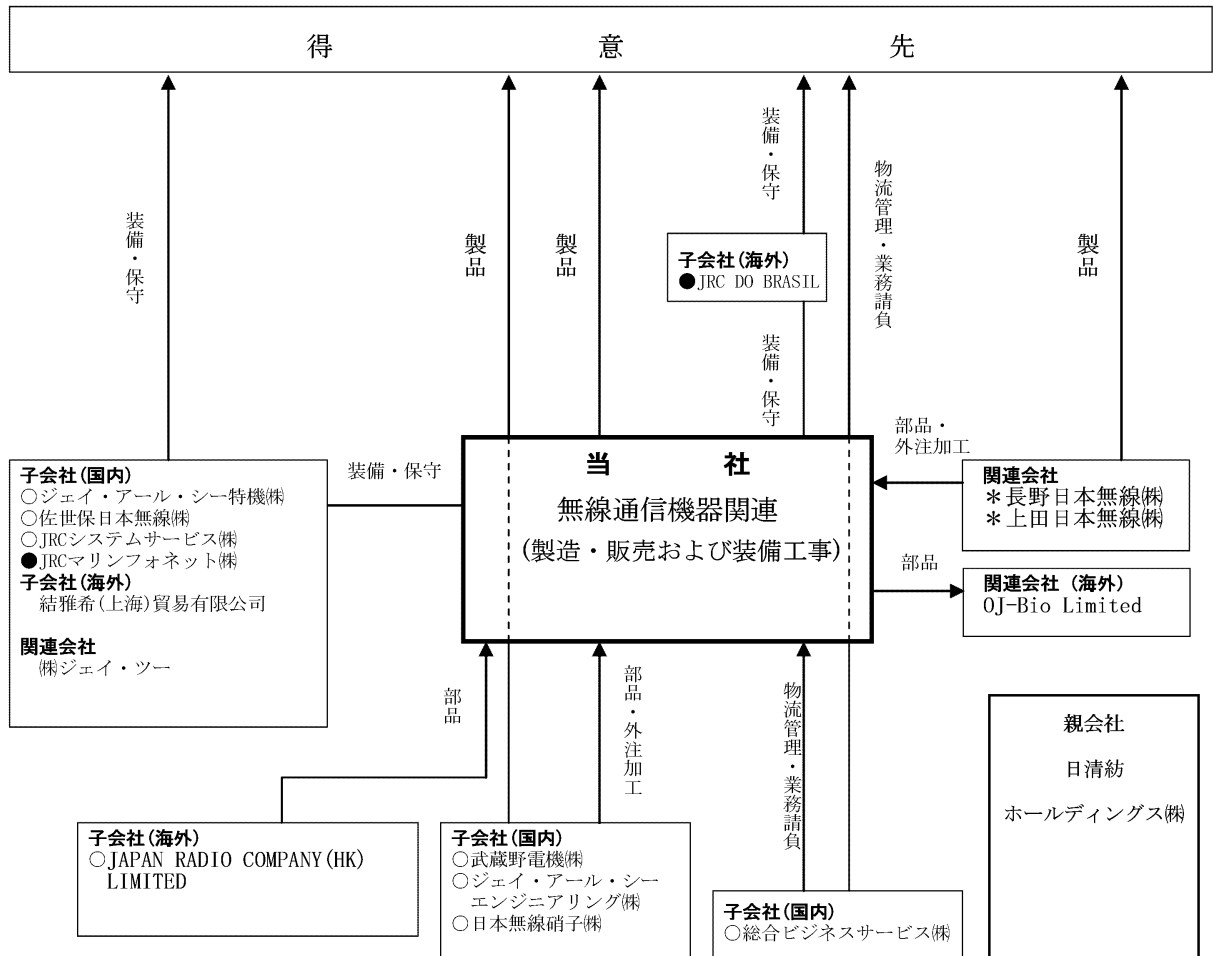 得意先
装備・保守
製品
製品
装備・保守
物流管理・業務請負
製品
子会社(海外)
●JRC DO BRASIL
装備・保守
部品・
外注加工
子会社(国内)
○ジェイ・アール・シー特機㈱
○佐世保日本無線㈱
○JRCシステムサービス㈱
●JRCマリンフォネット㈱
子会社(海外)
結雅希(上海)貿易有限公司
関連会社
㈱ジェイ・ツー
装備・保守
当社
無線通信機器関連
(製造・販売および装備工事)
関連会社
*長野日本無線㈱
*上田日本無線㈱
部品
関連会社(海外)
OJ-Bio Limited
部品
部品・外注加工
物流管理・業務請負
親会社
日清紡
ホールディングス㈱
子会社(海外)
○JAPAN RADIO COMPANY(HK)
LIMITED
子会社(国内)
○武蔵野電機㈱
○ジェイ・アール・シー
エンジニアリング㈱
○日本無線硝子㈱
子会社(国内)
○総合ビジネスサービス㈱